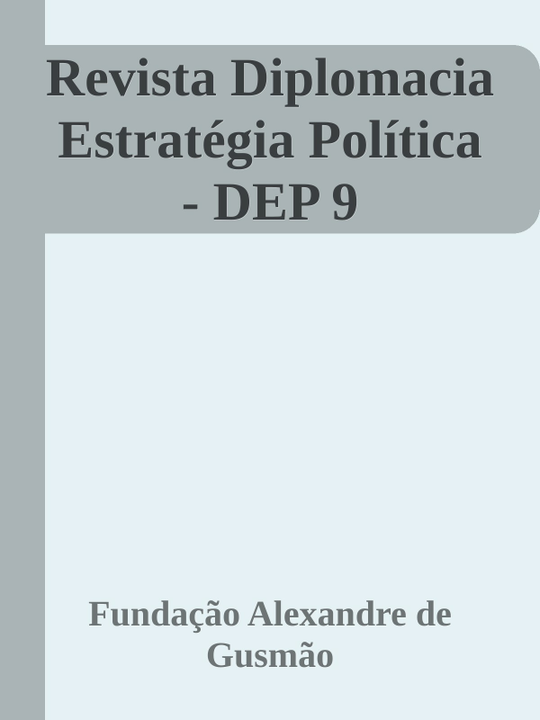 Revista Diplomacia
Estratégia Política
- DEP 9
Fundação Alexandre de
Gusmão